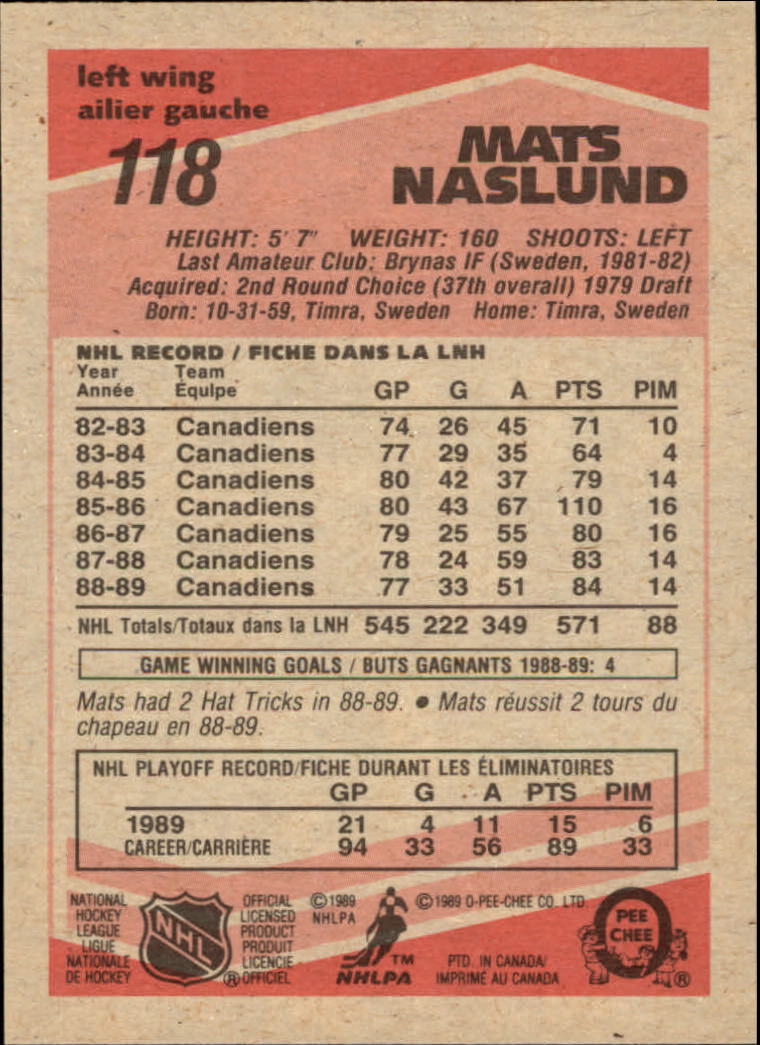 left wing
ailier gauche
118
MATS
NASLUND
HEIGHT: 5' 7" WEIGHT: 160 SHOOTS: LEFT
Last Amateur Club: Brynas IF (Sweden, 1981-82)
Acquired: 2nd Round Choice (37th overall) 1979 Draft
Born: 10-31-59, Timra, Sweden Home: Timra, Sweden
NHL RECORD / FICHE DANS LA LNH
Year Team
Année Équipe GP G A PTS PIM
82-83 Canadiens 74 26 45 71 10
83-84 Canadiens 77 29 35 64 4
84-85 Canadiens 80 42 37 79 14
85-86 Canadiens 80 43 67 110 16
86-87 Canadiens 79 25 55 80 16
87-88 Canadiens 78 24 59 83 14
88-89 Canadiens 77 33 51 84 14
NHL Totals/Totaux dans la LNH 545 222 349 571 88
GAME WINNING GOALS / BUTS GAGNANTS 1988-89: 4
Mats had 2 Hat Tricks in 88-89. ● Mats réussit 2 tours du
chapeau en 88-89.
NHL PLAYOFF RECORD/FICHE DURANT LES ÉLIMINATOIRES
GP G A PTS PIM
1989 21 4 11 15 6
CAREER/CARRIÈRE 94 33 56 89 33
NATIONAL
HOCKEY
LEAGUE
LIGUE
NATIONALE
DE HOCKEY
NHL
OFFICIAL
LICENSED
PRODUCT
PRODUIT
LICENCIE
® OFFICIEL
©1989
NHLPA
TM
NHLPA
©1989 O-PEE-CHEE CO. LTD.
PTD. IN CANADA/
IMPRIMÉ AU CANADA
O
PEE
CHEE
®